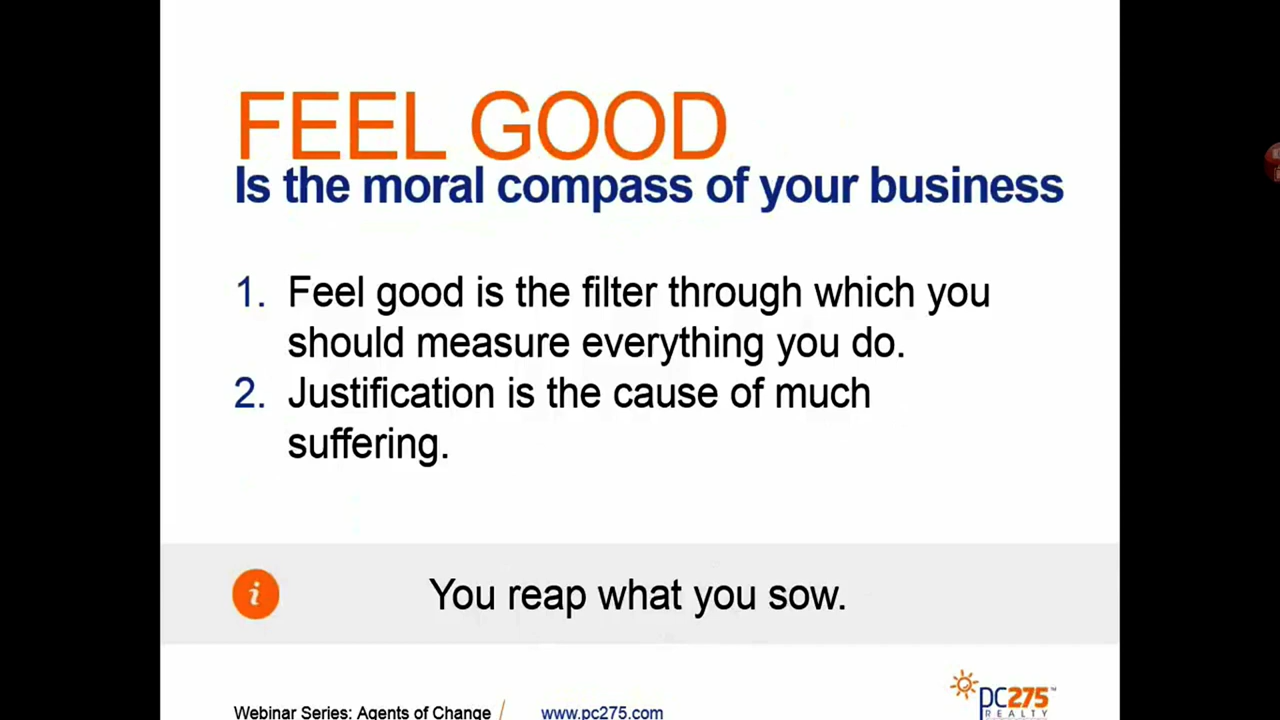 FEEL GOOD
Is the moral compass of your business
1. Feel good is the filter through which you
should measure everything you do.
2. Justification is the cause of much
suffering.
i
You reap what you sow.
Webinar Series: Agents of Change / www.pc275.com
pc275
REALTY